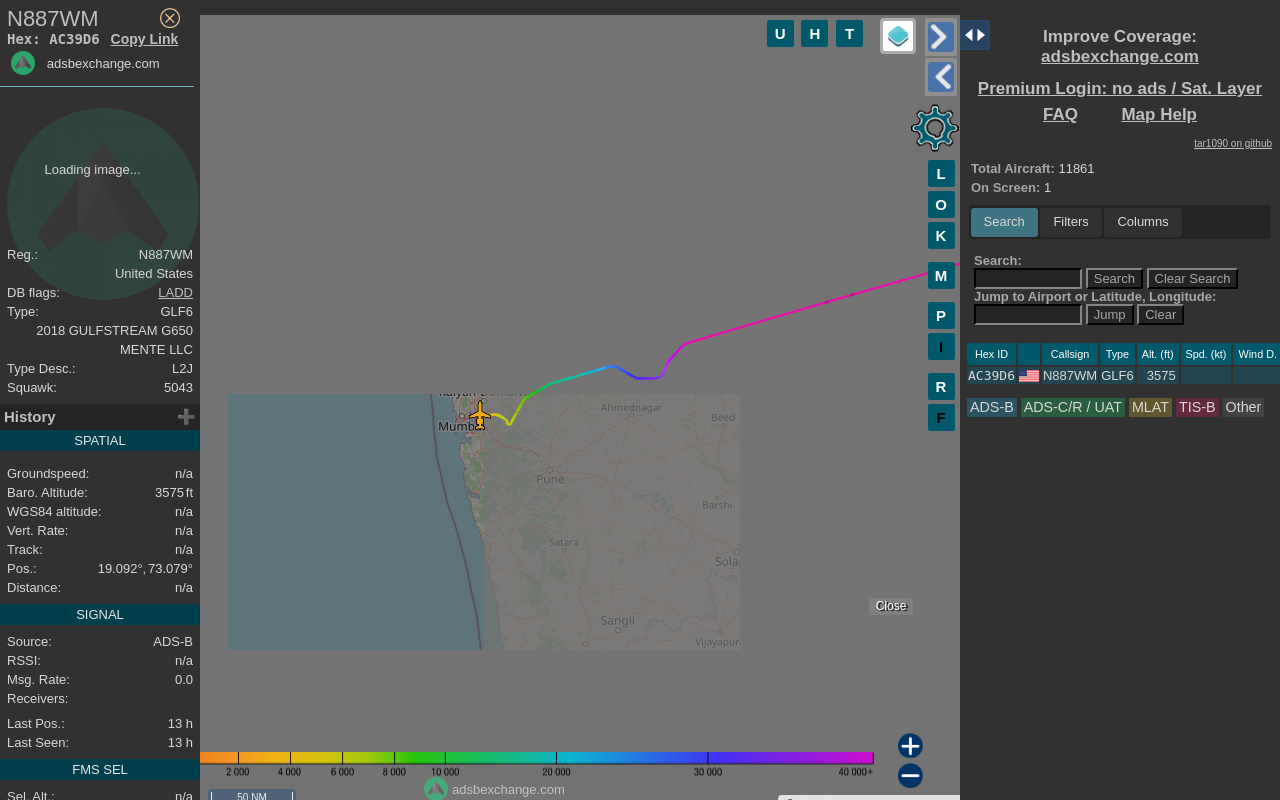 N887WM
Hex: AC39D6 Copy Link
adsbexchange.com
Loading image...
Reg.: N887WM
United States
DB flags: LADD
Type: GLF6
2018 GULFSTREAM G650
MENTE LLC
Type Desc.: L2J
Squawk: 5043
History
SPATIAL
Groundspeed: n/a
Baro. Altitude: 3575 ft
WGS84 altitude: n/a
Vert. Rate: n/a
Track: n/a
Pos.: 19.092°, 73.079°
Distance: n/a
SIGNAL
Source: ADS-B
RSSI: n/a
Msg. Rate: 0.0
Receivers:
Last Pos.: 13 h
Last Seen: 13 h
FMS SEL
Sel. Alt.: n/a
U H T
L
O
K
M
P
I
R
F
Ahmednagar
Beed
Pune
Barshi
Satara
Sangli
Close
2 000 4 000 6 000 8 000 10 000 20 000 30 000 40 000+
adsbexchange.com
50 NM
Improve Coverage:
adsbexchange.com
Premium Login: no ads / Sat. Layer
FAQ Map Help
tar1090 on github
Total Aircraft: 11861
On Screen: 1
Search Filters Columns
Search:
Search Clear Search
Jump to Airport or Latitude, Longitude:
Jump Clear
Hex ID Callsign Type Alt. (ft) Spd. (kt) Wind D.
AC39D6 N887WM GLF6 3575
ADS-B ADS-C/R / UAT MLAT TIS-B Other